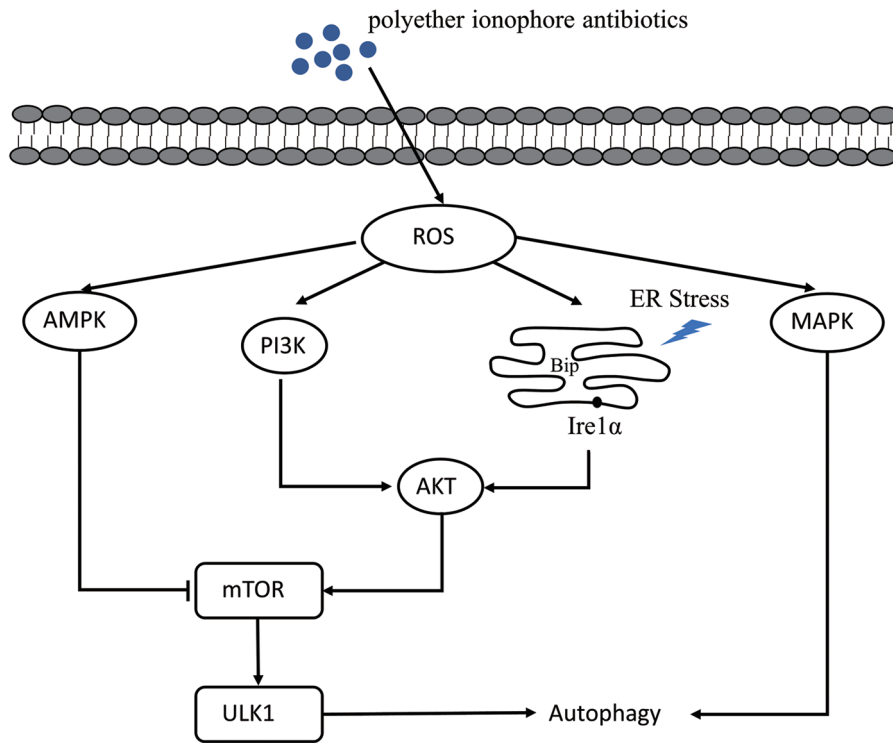 polyether ionophore antibiotics
ROS
ER Stress
AMPK
PI3K
Bip
MAPK
Ire1α
AKT
mTOR
ULK1
Autophagy